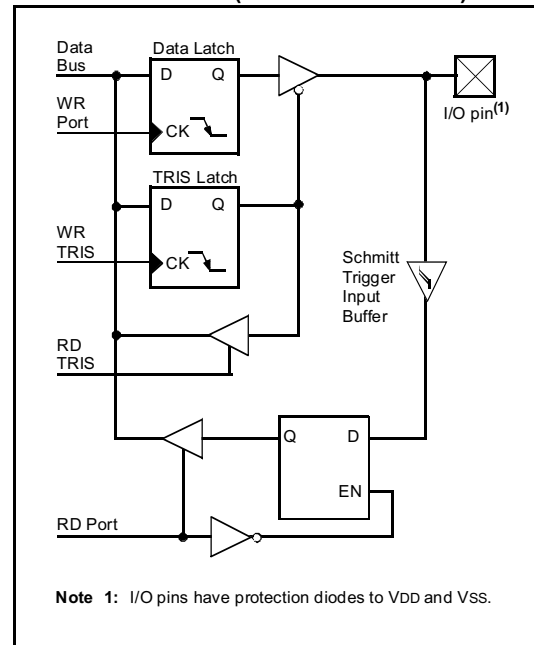 Data
Bus
Data Latch
D Q
WR
Port
CK
I/O pin(1)
TRIS Latch
D Q
WR
TRIS
CK
Schmitt
Trigger
Input
Buffer
RD
TRIS
Q D
EN
RD Port
Note 1: I/O pins have protection diodes to VDD and VSS.